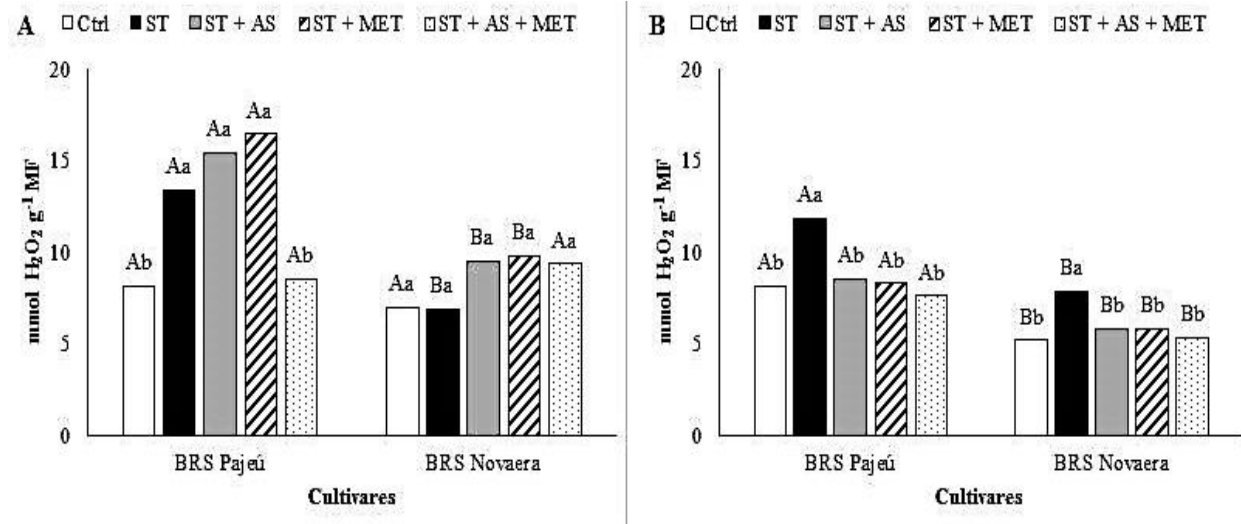 A Ctrl ST ST + AS ST + MET ST + AS + MET
20
15
10
5
0
mmol H₂O₂ g⁻¹ MF
Ab Aa Aa Aa Ab
Aa Ba Ba Ba Aa
BRS Pajeú BRS Novaera
Cultivares
B Ctrl ST ST + AS ST + MET ST + AS + MET
20
15
10
5
0
mmol H₂O₂ g⁻¹ MF
Ab Aa Ab Ab Ab
Bb Ba Bb Bb Bb
BRS Pajeú BRS Novaera
Cultivares